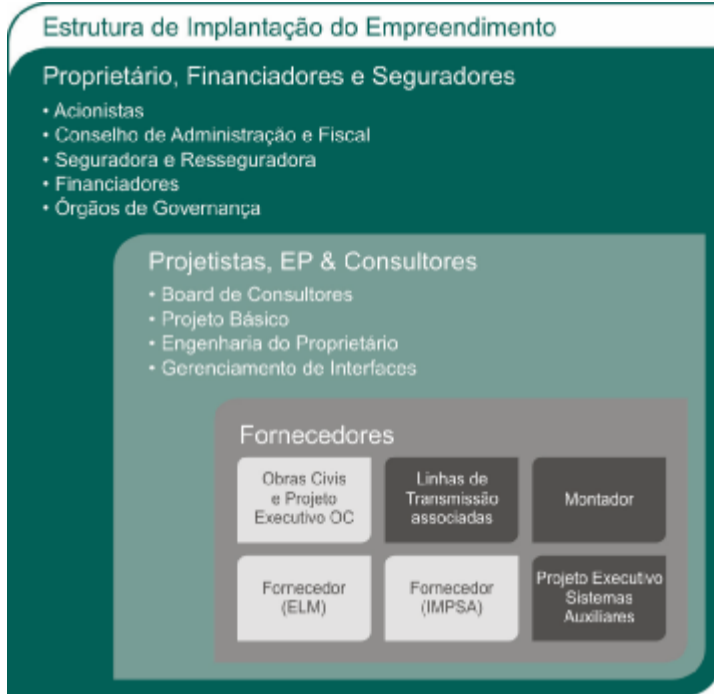 Estrutura de Implantação do Empreendimento
Proprietário, Financiadores e Seguradores
• Acionistas
• Conselho de Administração e Fiscal
• Seguradora e Resseguradora
• Financiadores
• Órgãos de Governança
Projetistas, EP & Consultores
• Board de Consultores
• Projeto Básico
• Engenharia do Proprietário
• Gerenciamento de Interfaces
Fornecedores
Obras Civis
e Projeto
Executivo OC
Linhas de
Transmissão
associadas
Montador
Fornecedor
(ELM)
Fornecedor
(IMPSA)
Projeto Executivo
Sistemas
Auxiliares